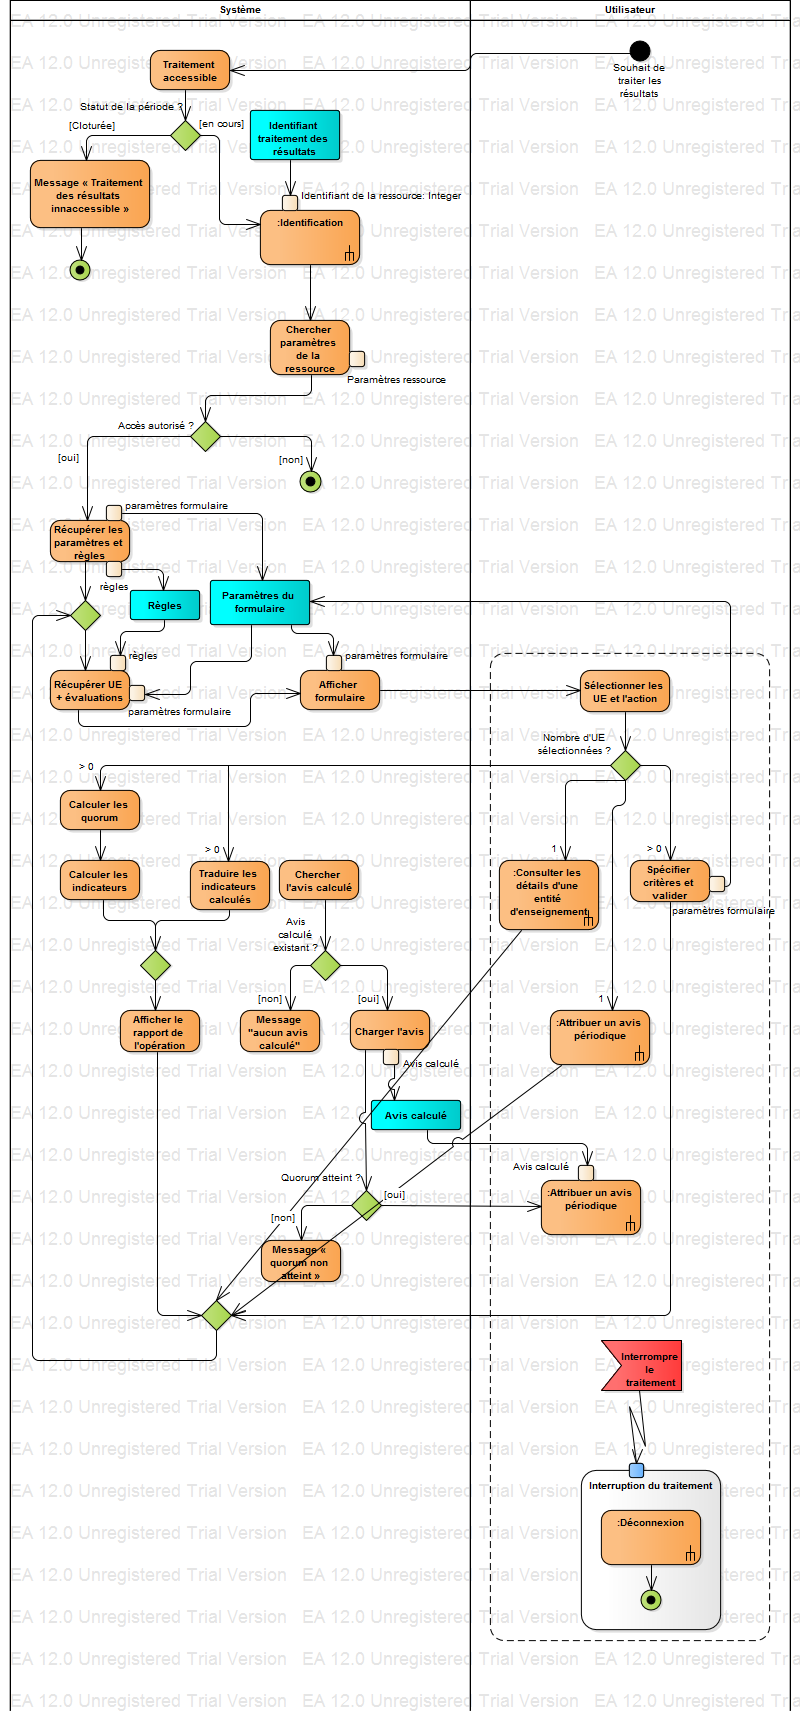 Système
Utilisateur
Traitement
accessible
Souhait de
traiter les
résultats
Statut de la période ?
[Cloturée]
[en cours]
Identifiant
traitement des
résultats
Message « Traitement
des résultats
innaccessible »
Identifiant de la ressource: Integer
:Identification
Chercher
paramètres
de la
ressource
Paramètres ressource
Accès autorisé ?
[oui]
[non]
paramètres formulaire
Récupérer les
paramètres et
règles
règles
Règles
Paramètres du
formulaire
règles
paramètres formulaire
Récupérer UE
+ évaluations
paramètres formulaire
Afficher
formulaire
Sélectionner les
UE et l'action
Nombre d'UE
sélectionnées ?
> 0
Calculer les
quorum
> 0
1
> 0
Calculer les
indicateurs
Traduire les
indicateurs
calculés
Chercher
l'avis calculé
:Consulter les
détails d'une
entité
d'enseignement
Spécifier
critères et
valider
paramètres formulaire
Avis
calculé
existant ?
[non]
[oui]
1
Afficher le
rapport de
l'opération
Message
"aucun avis
calculé"
Charger l'avis
:Attribuer un avis
périodique
Avis calculé
Avis calculé
Avis calculé
Quorum atteint ?
[oui]
[non]
:Attribuer un avis
périodique
Message «
quorum non
atteint »
Interrompre
le
traitement
Interruption du traitement
:Déconnexion
EA 12.0 Unregistered Trial Version